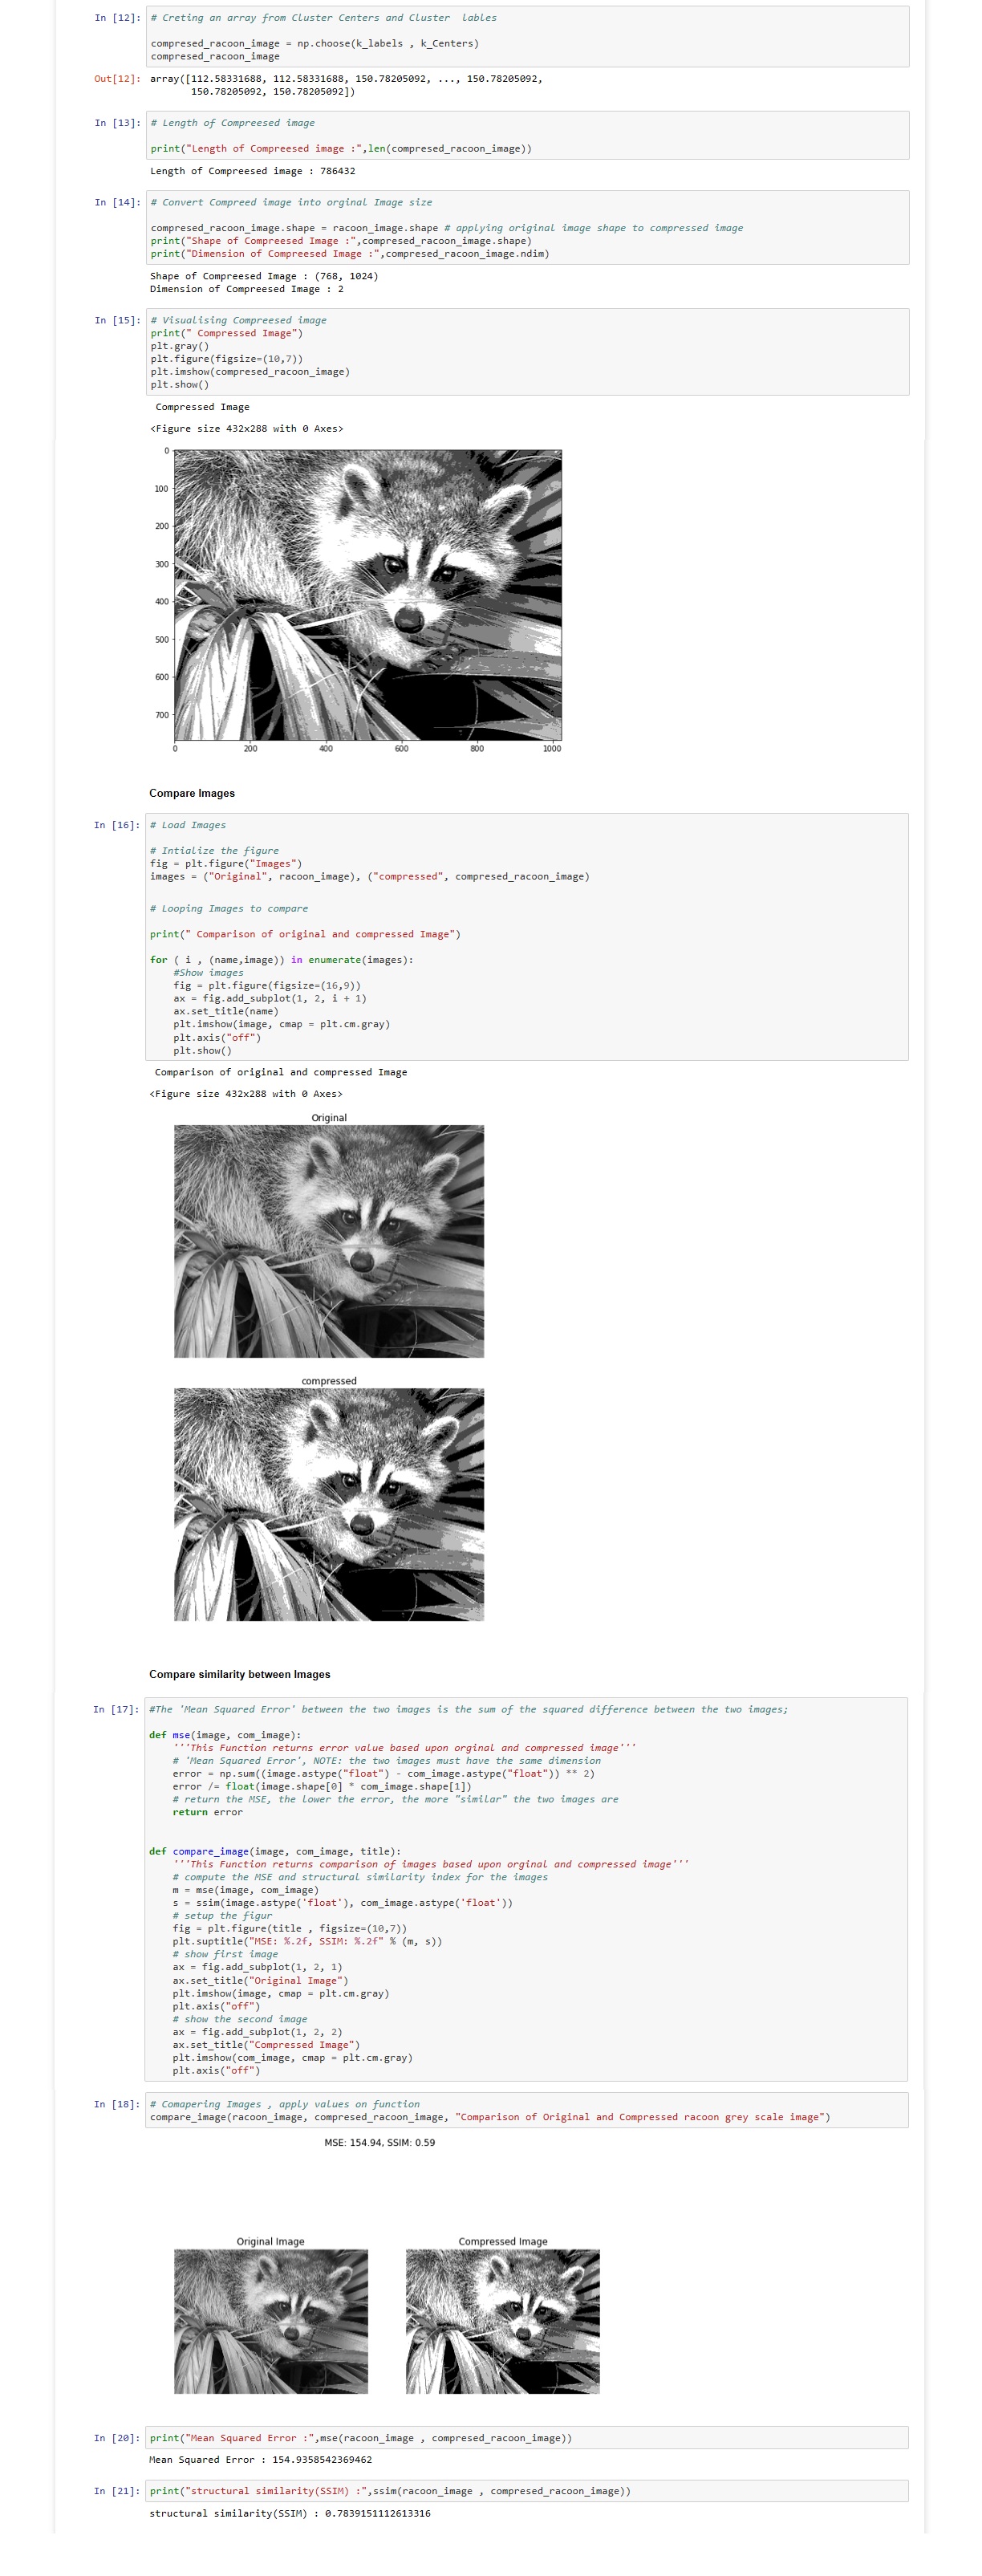 In [12]: # Creting an array from Cluster Centers and Cluster  lables
compresed_racoon_image = np.choose(k_labels , k_Centers)
compresed_racoon_image
Out[12]: array([112.58331688, 112.58331688, 150.78205092, ..., 150.78205092,
       150.78205092, 150.78205092])
In [13]: # Length of Compreesed image
print("Length of Compreesed image :",len(compresed_racoon_image))
Length of Compreesed image : 786432
In [14]: # Convert Compreed image into orginal Image size
compresed_racoon_image.shape = racoon_image.shape # applying original image shape to compressed image
print("Shape of Compreesed Image :",compresed_racoon_image.shape)
print("Dimension of Compreesed Image :",compresed_racoon_image.ndim)
Shape of Compreesed Image : (768, 1024)
Dimension of Compreesed Image : 2
In [15]: # Visualising Compreesed image
print(" Compressed Image")
plt.gray()
plt.figure(figsize=(10,7))
plt.imshow(compresed_racoon_image)
plt.show()
 Compressed Image
<Figure size 432x288 with 0 Axes>
0
100
200
300
400
500
600
700
0 200 400 600 800 1000
Compare Images
In [16]: # Load Images
# Intialize the figure
fig = plt.figure("Images")
images = ("Original", racoon_image), ("compressed", compresed_racoon_image)
# Looping Images to compare
print(" Comparison of original and compressed Image")
for ( i , (name,image)) in enumerate(images):
    #Show images
    fig = plt.figure(figsize=(16,9))
    ax = fig.add_subplot(1, 2, i + 1)
    ax.set_title(name)
    plt.imshow(image, cmap = plt.cm.gray)
    plt.axis("off")
    plt.show()
 Comparison of original and compressed Image
<Figure size 432x288 with 0 Axes>
Original
compressed
Compare similarity between Images
In [17]: #The 'Mean Squared Error' between the two images is the sum of the squared difference between the two images;
def mse(image, com_image):
    '''This Function returns error value based upon orginal and compressed image'''
    # 'Mean Squared Error', NOTE: the two images must have the same dimension
    error = np.sum((image.astype("float") - com_image.astype("float")) ** 2)
    error /= float(image.shape[0] * com_image.shape[1])
    # return the MSE, the lower the error, the more "similar" the two images are
    return error
def compare_image(image, com_image, title):
    '''This Function returns comparison of images based upon orginal and compressed image'''
    # compute the MSE and structural similarity index for the images
    m = mse(image, com_image)
    s = ssim(image.astype('float'), com_image.astype('float'))
    # setup the figur
    fig = plt.figure(title , figsize=(10,7))
    plt.suptitle("MSE: %.2f, SSIM: %.2f" % (m, s))
    # show first image
    ax = fig.add_subplot(1, 2, 1)
    ax.set_title("Original Image")
    plt.imshow(image, cmap = plt.cm.gray)
    plt.axis("off")
    # show the second image
    ax = fig.add_subplot(1, 2, 2)
    ax.set_title("Compressed Image")
    plt.imshow(com_image, cmap = plt.cm.gray)
    plt.axis("off")
In [18]: # Comapering Images , apply values on function
compare_image(racoon_image, compresed_racoon_image, "Comparison of Original and Compressed racoon grey scale image")
MSE: 154.94, SSIM: 0.59
Original Image Compressed Image
In [20]: print("Mean Squared Error :",mse(racoon_image , compresed_racoon_image))
Mean Squared Error : 154.9358542369462
In [21]: print("structural similarity(SSIM) :",ssim(racoon_image , compresed_racoon_image))
structural similarity(SSIM) : 0.7839151112613316